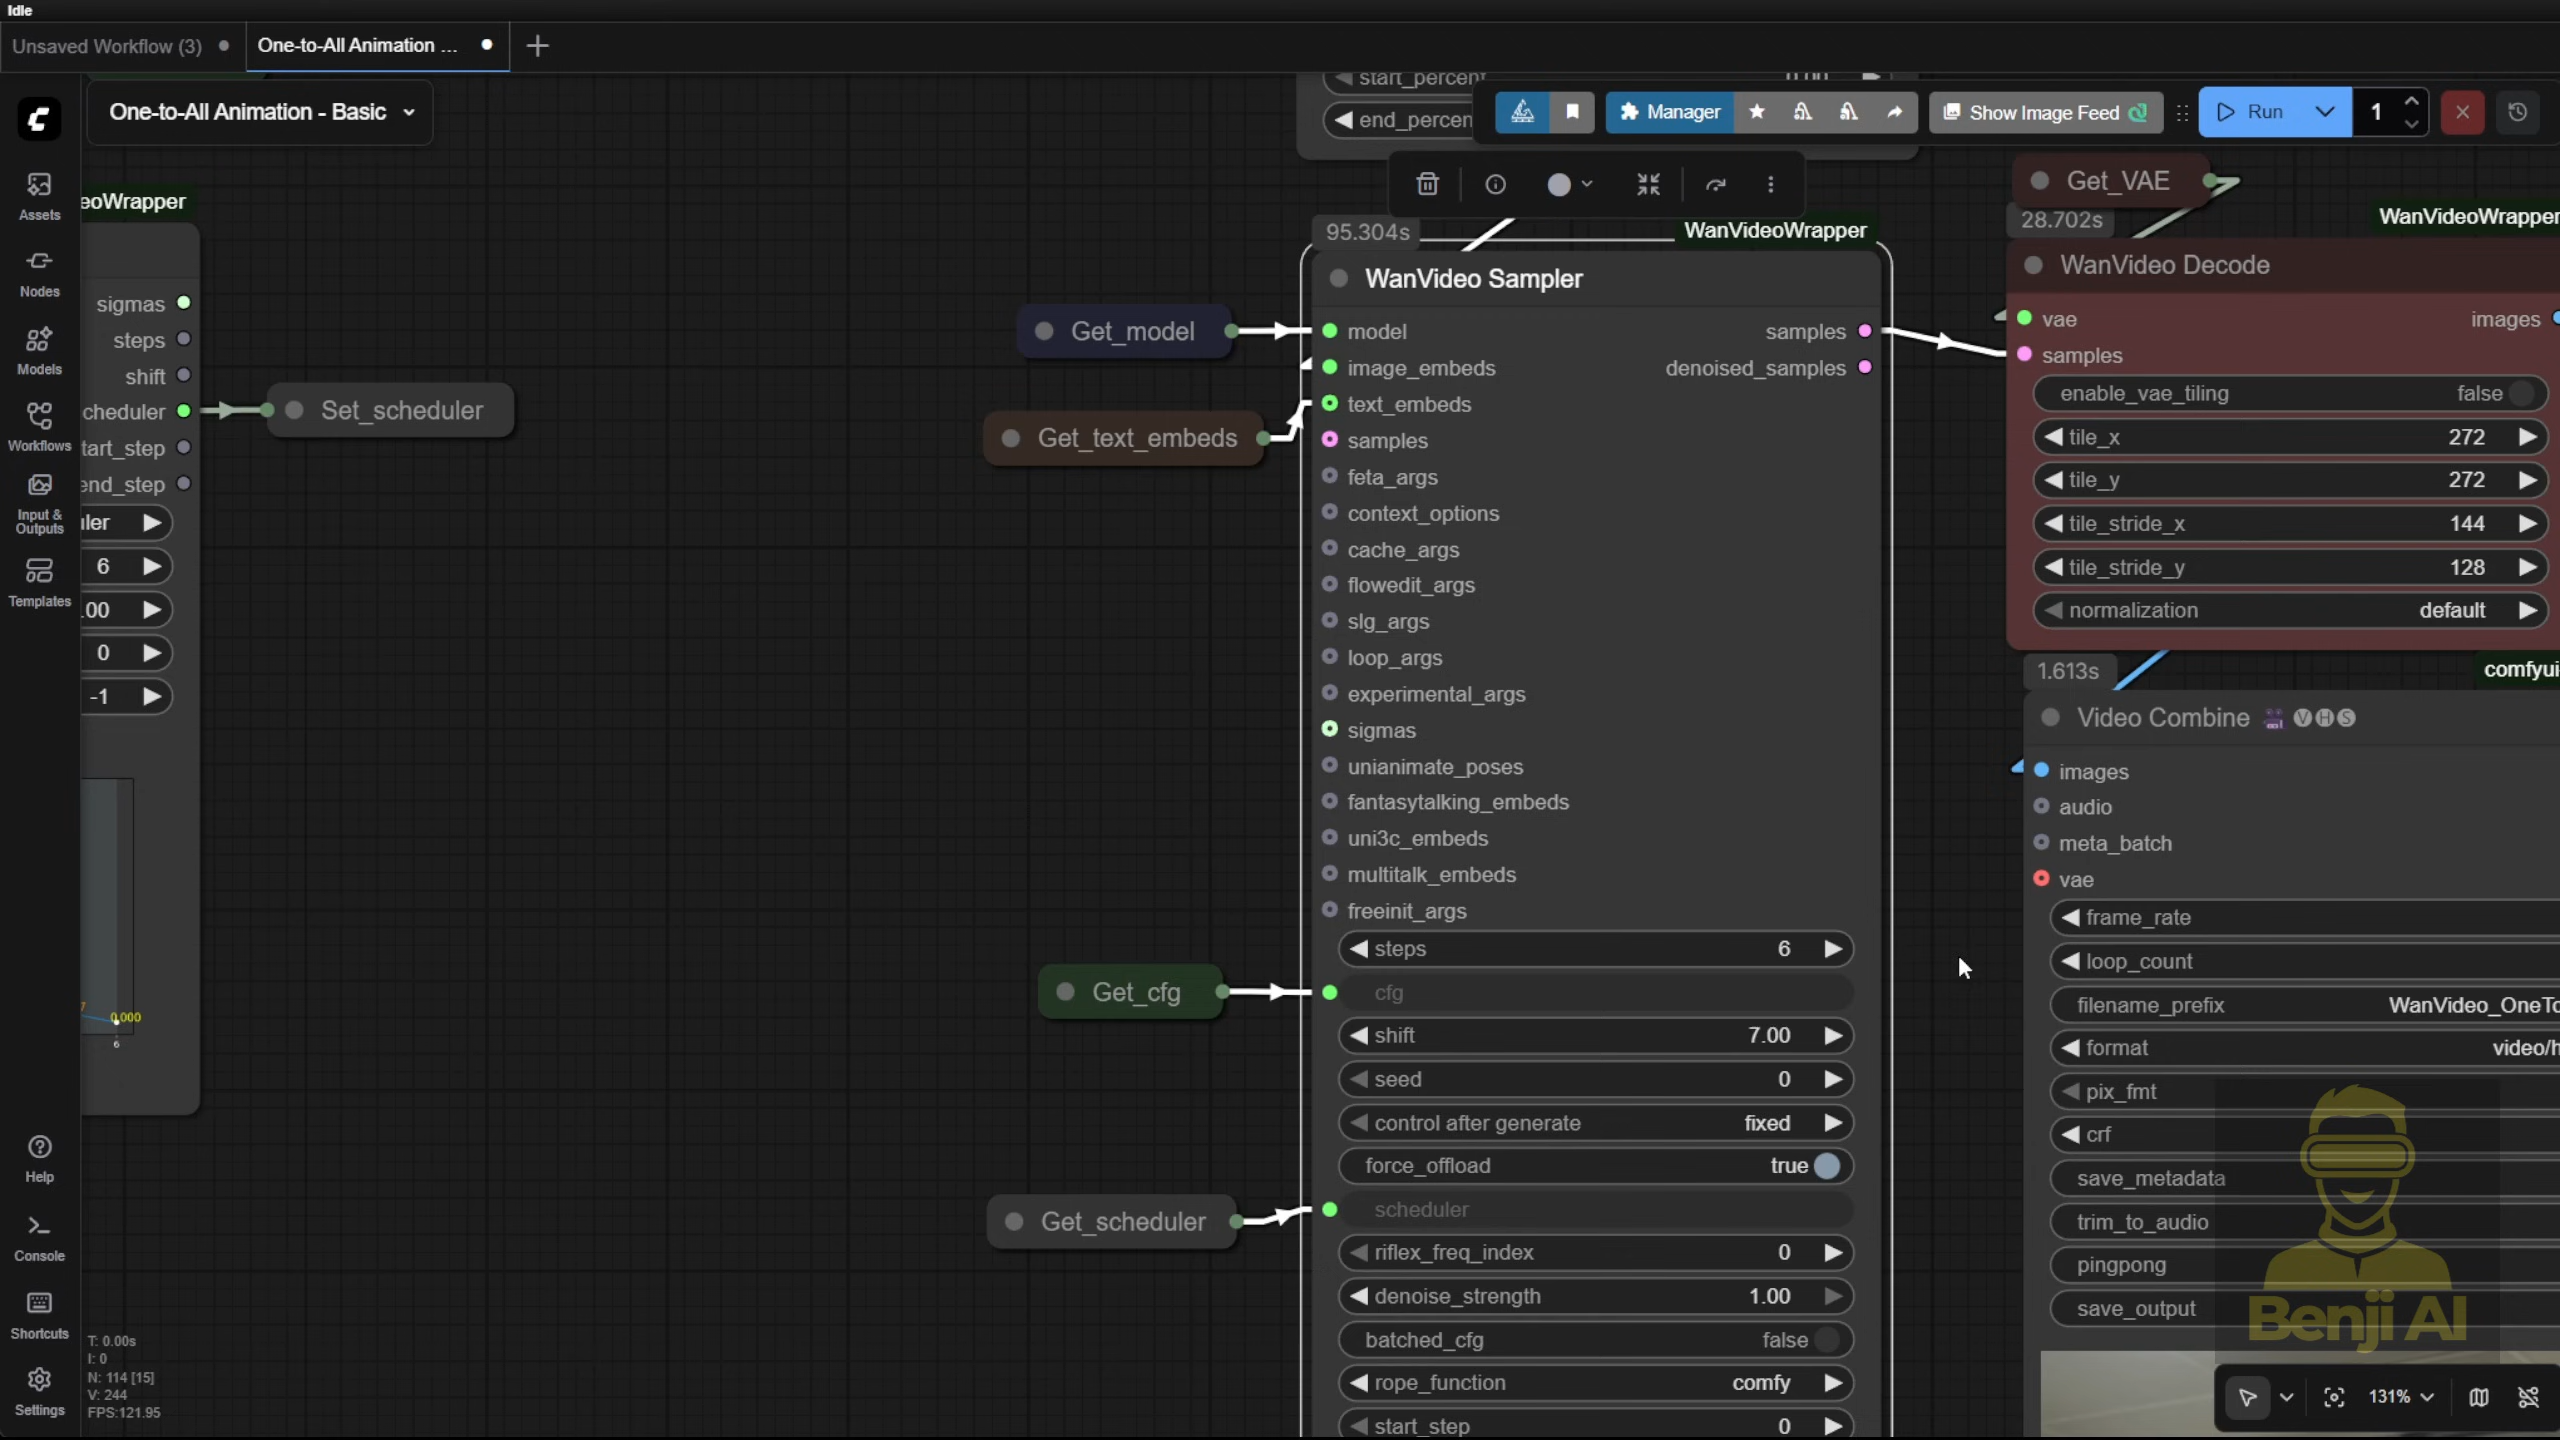 Idle
Unsaved Workflow (3)
One-to-All Animation ...
One-to-All Animation - Basic
Manager
Show Image Feed
Run
1
Assets
Nodes
Models
Workflows
Input &
Outputs
Templates
Help
Console
Shortcuts
Settings
T: 0.00s
I: 0
N: 114 [15]
V: 244
FPS:121.95
eoWrapper
sigmas
steps
shift
cheduler
tart_step
end_step
ler
6
.00
0
-1
0.000
6
Set_scheduler
Get_model
Get_text_embeds
Get_cfg
Get_scheduler
start_percent
0.00
end_percen
95.304s
WanVideoWrapper
WanVideo Sampler
model
samples
image_embeds
denoised_samples
text_embeds
samples
feta_args
context_options
cache_args
flowedit_args
slg_args
loop_args
experimental_args
sigmas
unianimate_poses
fantasytalking_embeds
uni3c_embeds
multitalk_embeds
freeinit_args
steps 6
cfg
shift 7.00
seed 0
control after generate fixed
force_offload true
scheduler
riflex_freq_index 0
denoise_strength 1.00
batched_cfg false
rope_function comfy
start_step 0
Get_VAE
28.702s
WanVideoWrapper
WanVideo Decode
vae
images
samples
enable_vae_tiling false
tile_x 272
tile_y 272
tile_stride_x 144
tile_stride_y 128
normalization default
1.613s
comfyui
Video Combine VHS
images
audio
meta_batch
vae
frame_rate
loop_count
filename_prefix WanVideo_OneTo
format video/h
pix_fmt
crf
save_metadata
trim_to_audio
pingpong
save_output
Benji AI
131%